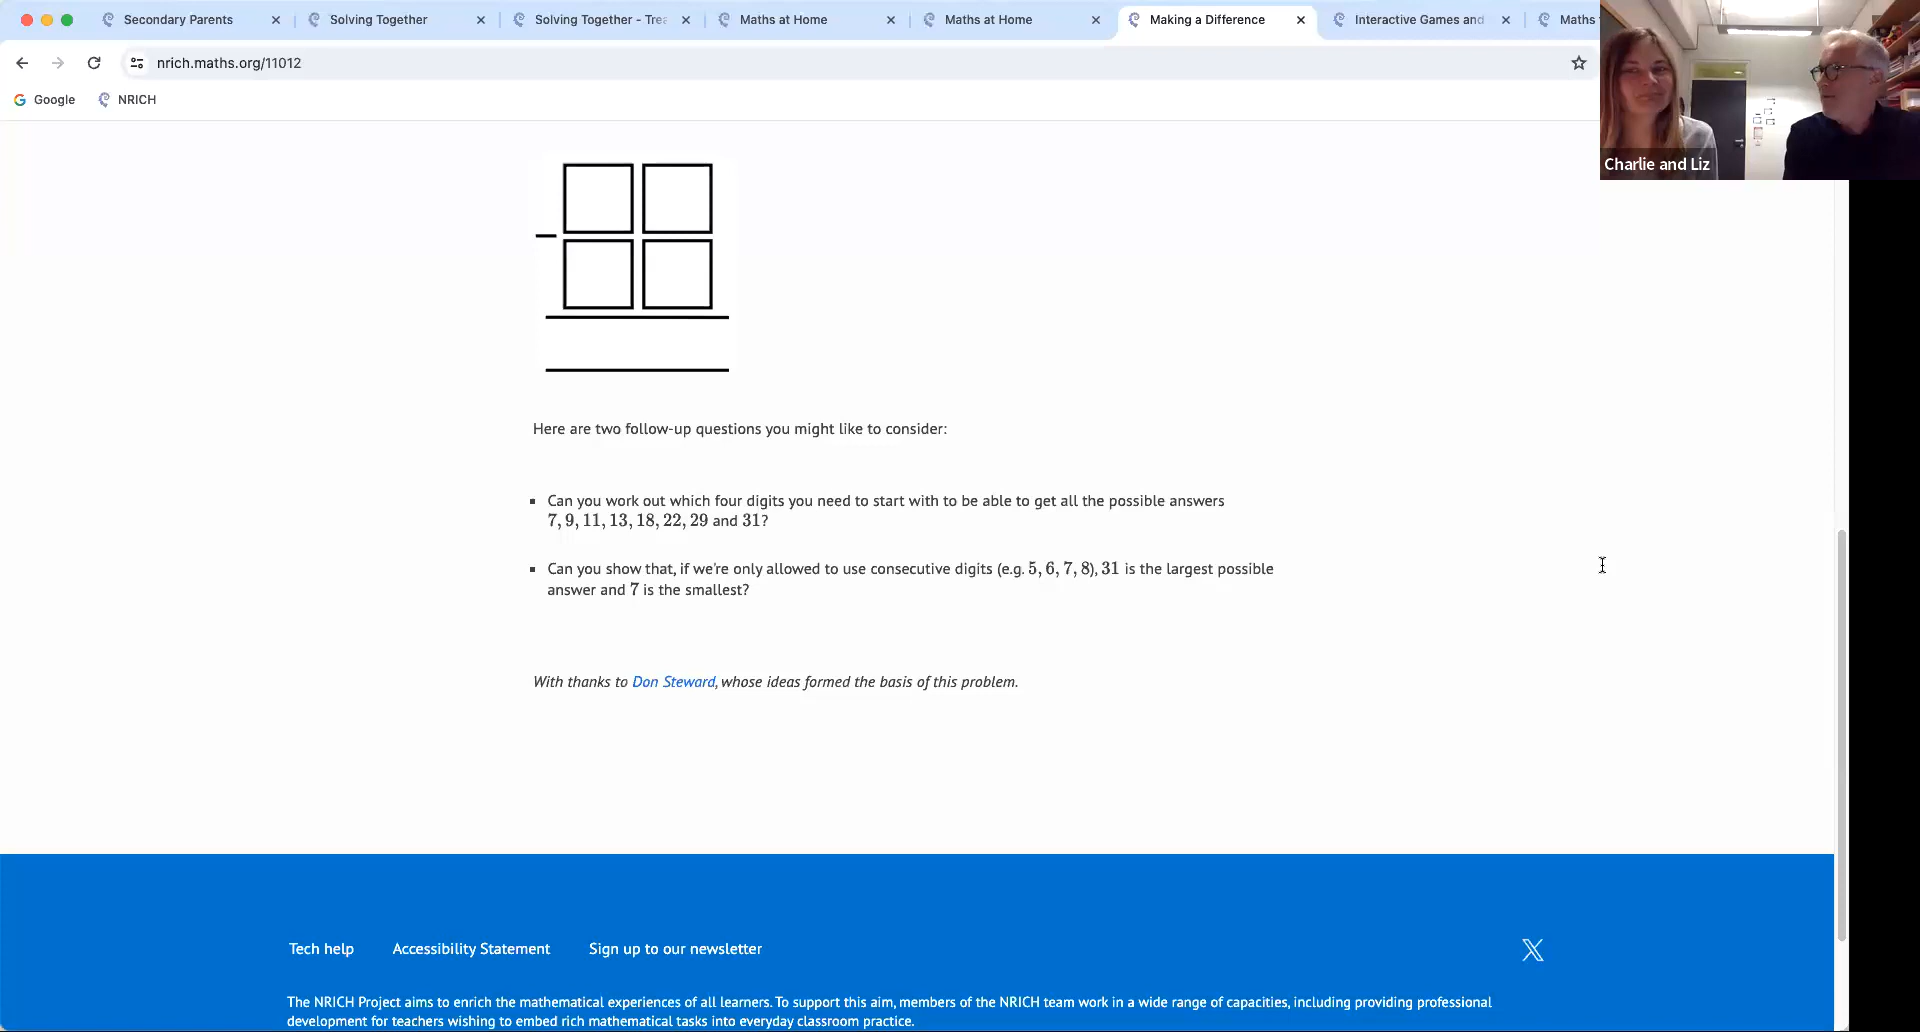 Secondary Parents
Solving Together
Solving Together - Trea
Maths at Home
Maths at Home
Making a Difference
Interactive Games and
Maths
nrich.maths.org/11012
Google
NRICH
Charlie and Liz
Here are two follow-up questions you might like to consider:
Can you work out which four digits you need to start with to be able to get all the possible answers
7, 9, 11, 13, 18, 22, 29 and 31?
Can you show that, if we're only allowed to use consecutive digits (e.g. 5, 6, 7, 8), 31 is the largest possible
answer and 7 is the smallest?
With thanks to Don Steward, whose ideas formed the basis of this problem.
Tech help
Accessibility Statement
Sign up to our newsletter
The NRICH Project aims to enrich the mathematical experiences of all learners. To support this aim, members of the NRICH team work in a wide range of capacities, including providing professional
development for teachers wishing to embed rich mathematical tasks into everyday classroom practice.